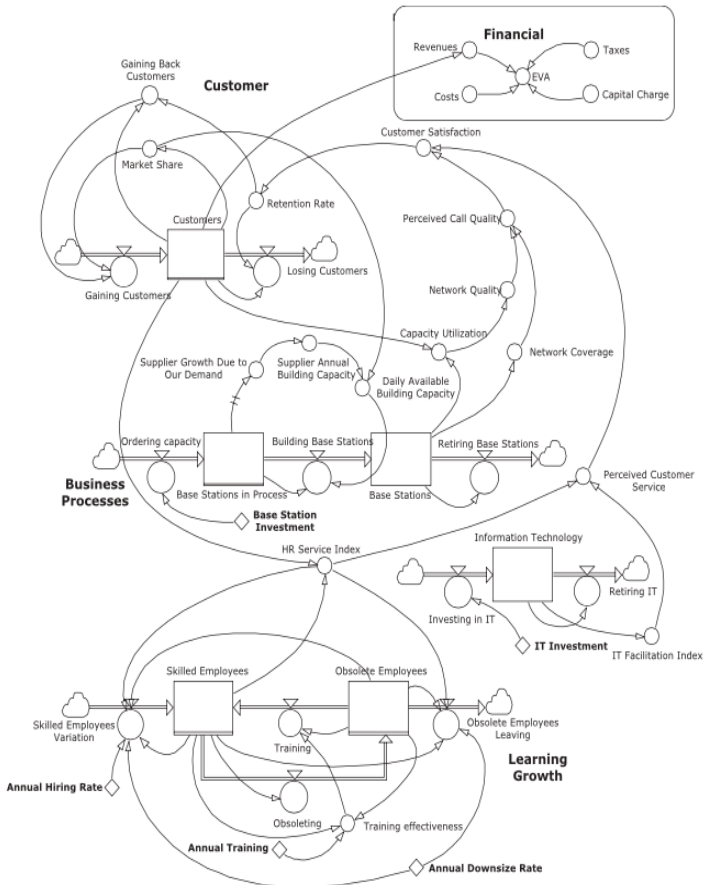 Financial
Revenues
Taxes
EVA
Costs
Capital Charge
Gaining Back
Customers
Customer
Customer Satisfaction
Market Share
Retention Rate
Perceived Call Quality
Customers
Losing Customers
Gaining Customers
Network Quality
Capacity Utilization
Network Coverage
Supplier Growth Due to
Our Demand
Supplier Annual
Building Capacity
Daily Available
Building Capacity
Ordering capacity
Building Base Stations
Retiring Base Stations
Business
Processes
Base Stations in Process
Base Stations
Perceived Customer
Service
Base Station
Investment
HR Service Index
Information Technology
Investing in IT
Retiring IT
IT Investment
IT Facilitation Index
Skilled Employees
Obsolete Employees
Skilled Employees
Variation
Training
Obsolete Employees
Leaving
Learning
Growth
Annual Hiring Rate
Obsoleting
Training effectiveness
Annual Training
Annual Downsize Rate